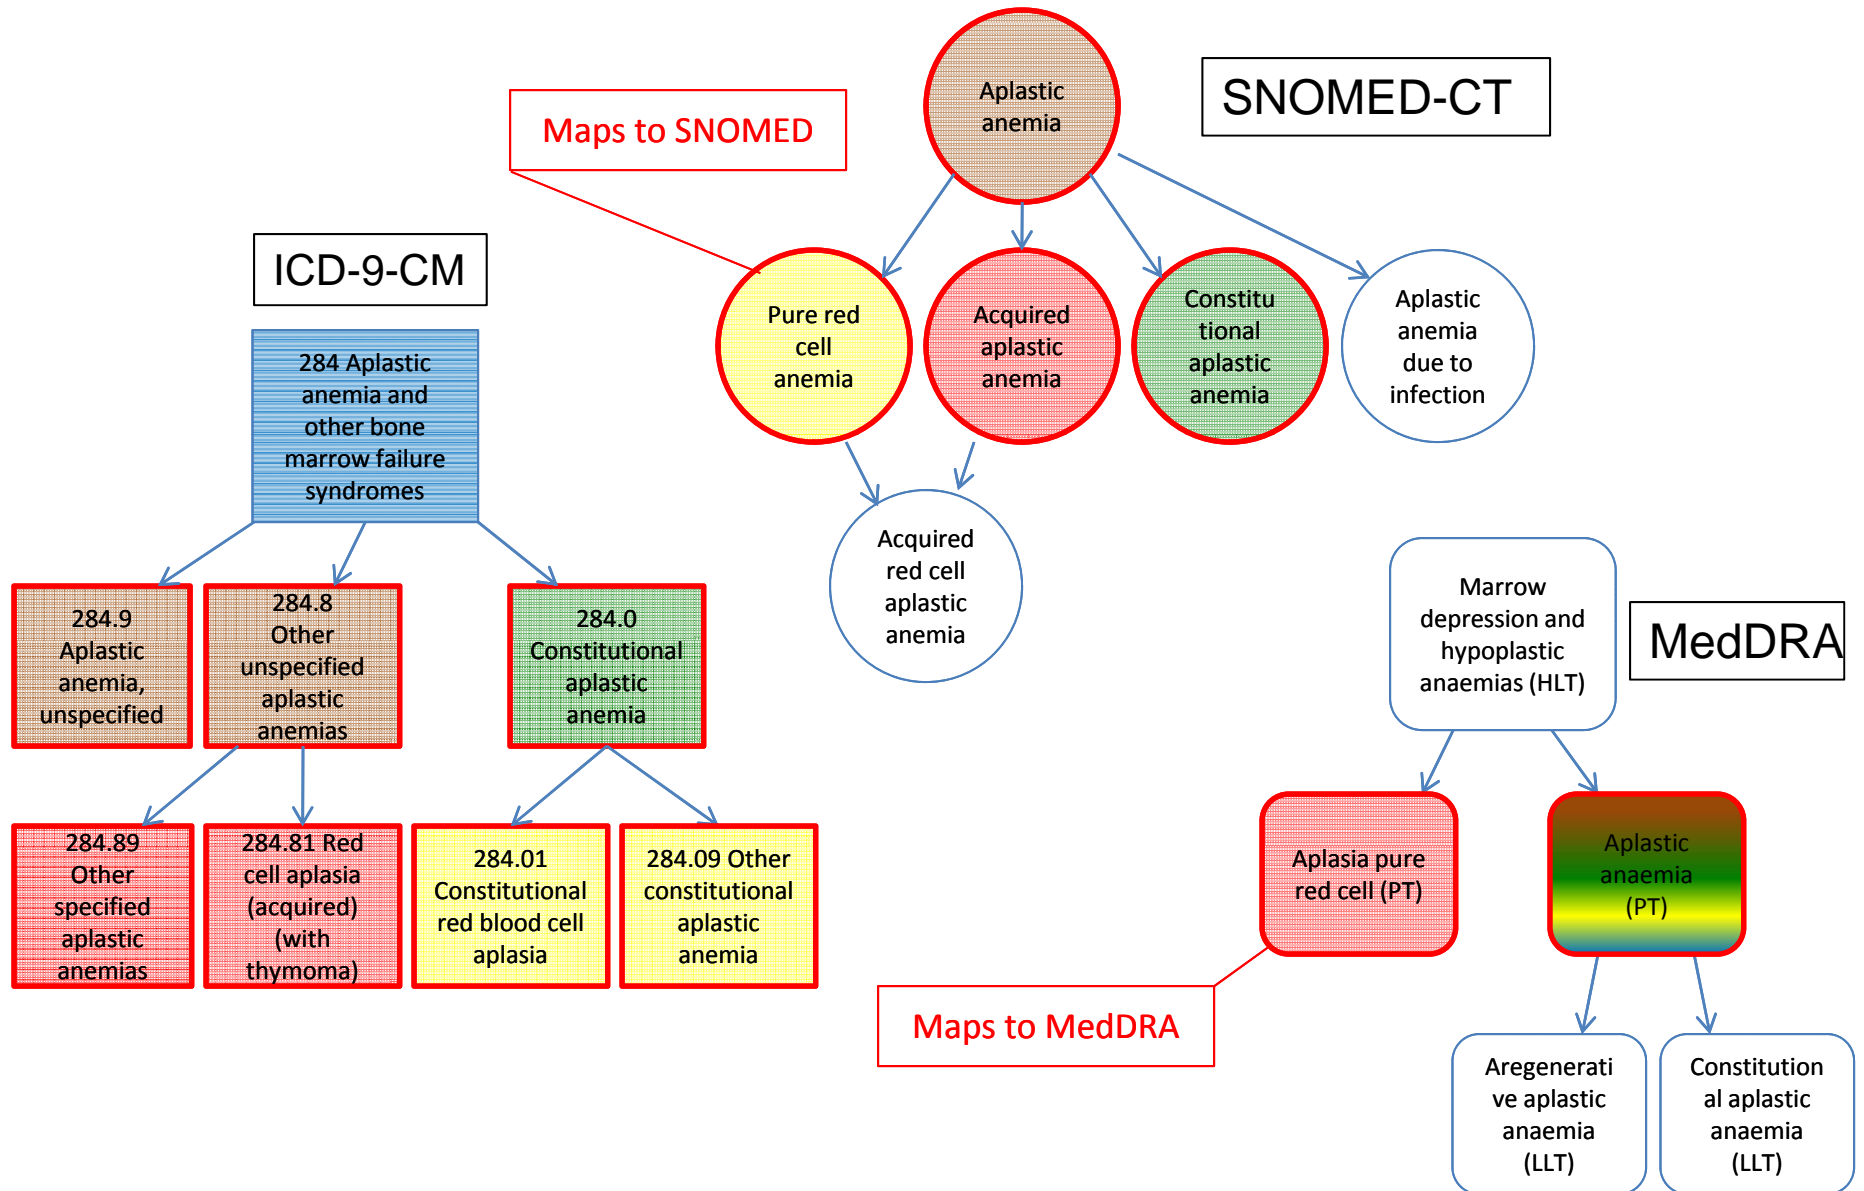 Aplastic
anemia
SNOMED-CT
Maps to SNOMED
ICD-9-CM
Pure red
cell
anemia
Acquired
aplastic
anemia
Constitu
tional
aplastic
anemia
Aplastic
anemia
due to
infection
284 Aplastic
anemia and
other bone
marrow failure
syndromes
Acquired
red cell
aplastic
anemia
284.9
Aplastic
anemia,
unspecified
284.8
Other
unspecified
aplastic
anemias
284.0
Constitutional
aplastic
anemia
Marrow
depression and
hypoplastic
anaemias (HLT)
MedDRA
284.89
Other
specified
aplastic
anemias
284.81 Red
cell aplasia
(acquired)
(with
thymoma)
284.01
Constitutional
red blood cell
aplasia
284.09 Other
constitutional
aplastic
anemia
Aplasia pure
red cell (PT)
Aplastic
anaemia
(PT)
Maps to MedDRA
Aregenerati
ve aplastic
anaemia
(LLT)
Constitution
al aplastic
anaemia
(LLT)